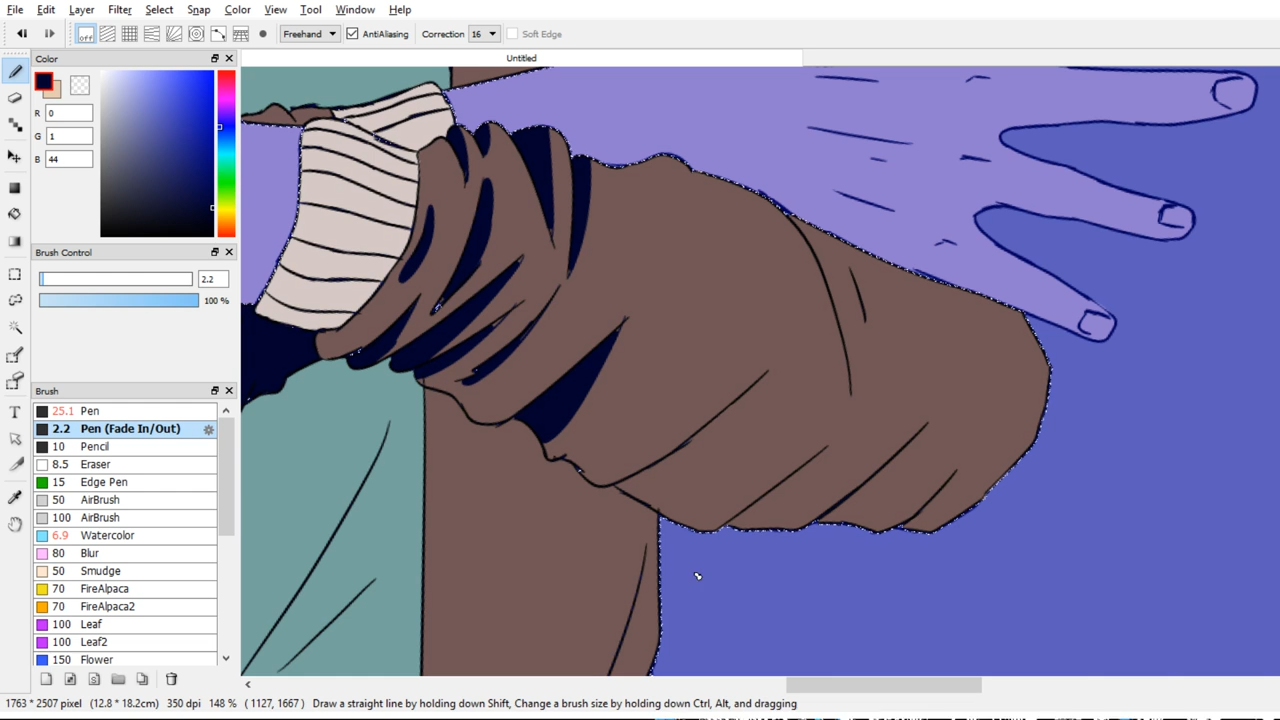 File Edit Layer Filter Select Snap Color View Tool Window Help
off Freehand AntiAliasing Correction 16 Soft Edge
Color
Untitled
R 0
G 1
B 44
Brush Control
2.2
100 %
Brush
25.1 Pen
2.2 Pen (Fade In/Out)
10 Pencil
8.5 Eraser
15 Edge Pen
50 AirBrush
100 AirBrush
6.9 Watercolor
80 Blur
50 Smudge
70 FireAlpaca
70 FireAlpaca2
100 Leaf
100 Leaf2
150 Flower
1763 * 2507 pixel (12.8 * 18.2cm) 350 dpi 148 % ( 1127, 1667 ) Draw a straight line by holding down Shift, Change a brush size by holding down Ctrl, Alt, and dragging